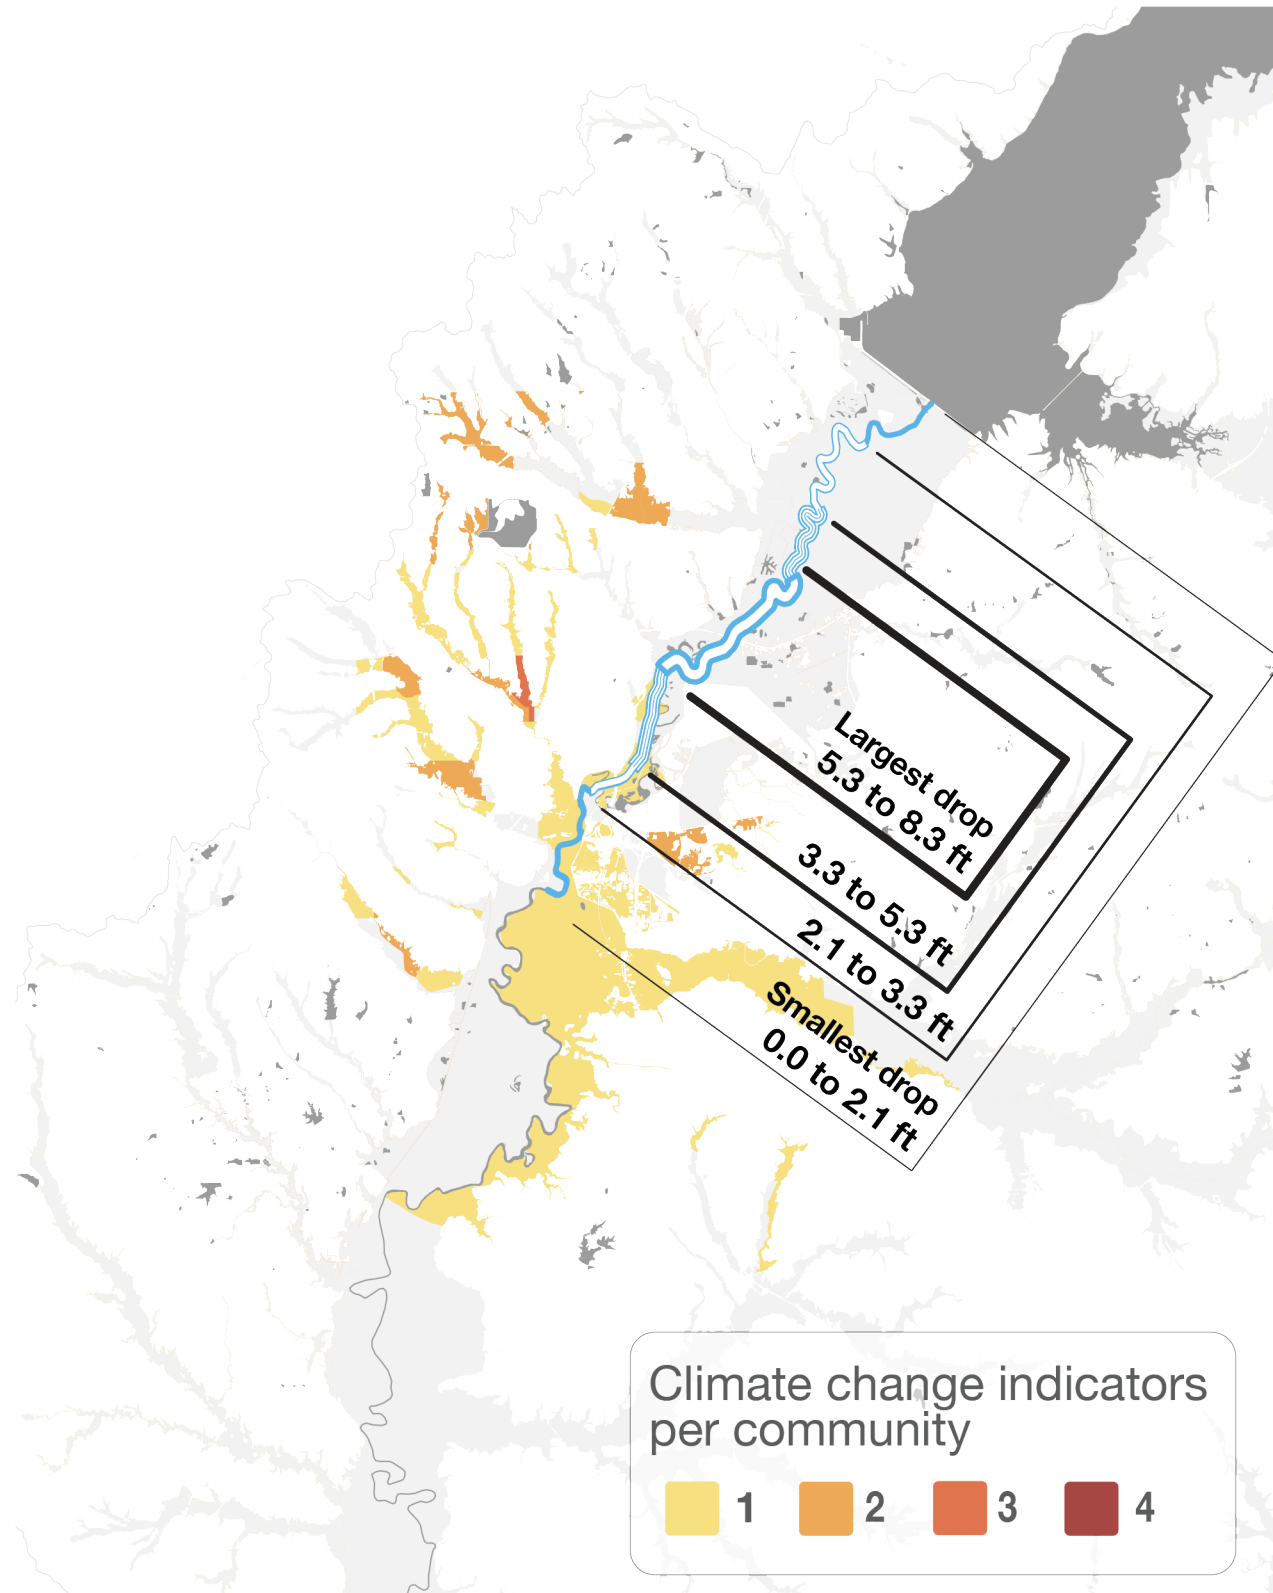 Largest drop
5.3 to 8.3 ft
3.3 to 5.3 ft
2.1 to 3.3 ft
Smallest drop
0.0 to 2.1 ft
Climate change indicators
per community
1 2 3 4